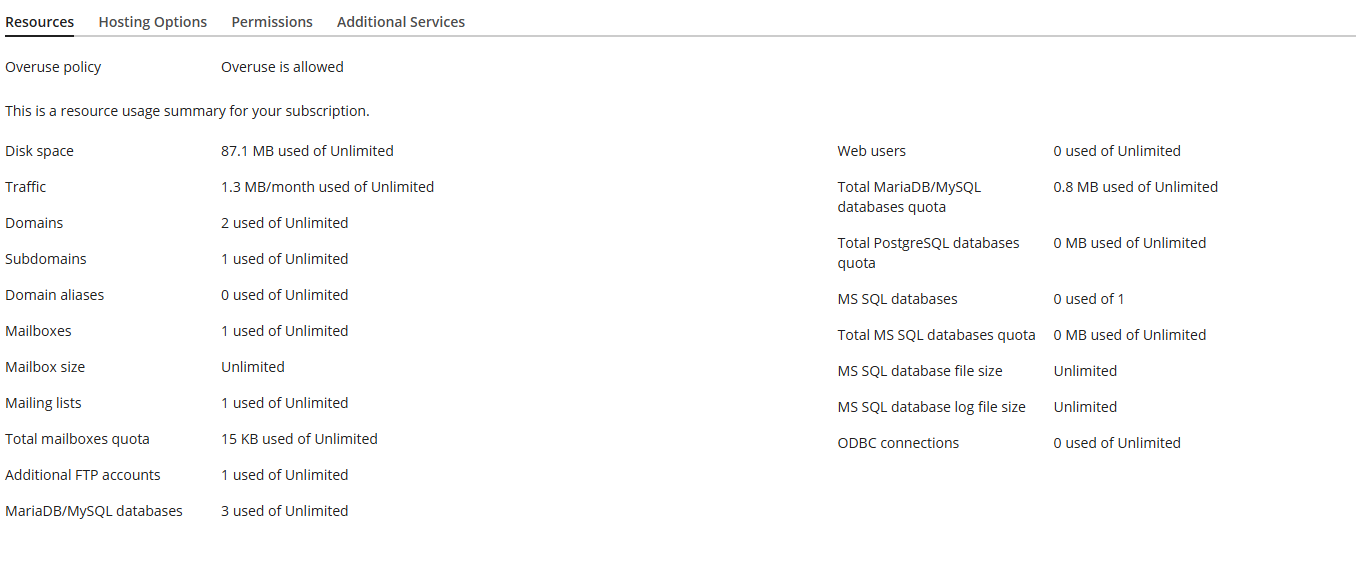 Resources Hosting Options Permissions Additional Services
Overuse policy Overuse is allowed
This is a resource usage summary for your subscription.
Disk space 87.1 MB used of Unlimited
Traffic 1.3 MB/month used of Unlimited
Domains 2 used of Unlimited
Subdomains 1 used of Unlimited
Domain aliases 0 used of Unlimited
Mailboxes 1 used of Unlimited
Mailbox size Unlimited
Mailing lists 1 used of Unlimited
Total mailboxes quota 15 KB used of Unlimited
Additional FTP accounts 1 used of Unlimited
MariaDB/MySQL databases 3 used of Unlimited
Web users 0 used of Unlimited
Total MariaDB/MySQL 0.8 MB used of Unlimited
databases quota
Total PostgreSQL databases 0 MB used of Unlimited
quota
MS SQL databases 0 used of 1
Total MS SQL databases quota 0 MB used of Unlimited
MS SQL database file size Unlimited
MS SQL database log file size Unlimited
ODBC connections 0 used of Unlimited